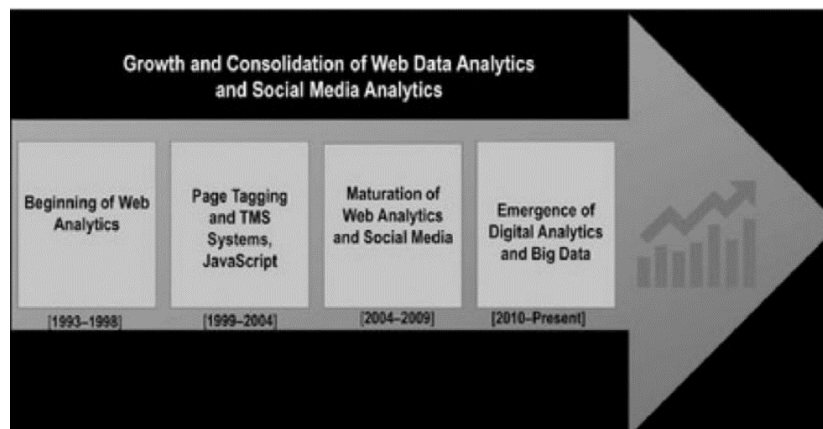 Growth and Consolidation of Web Data Analytics
and Social Media Analytics
Beginning of Web
Analytics
[1993–1998]
Page Tagging
and TMS
Systems,
JavaScript
[1999–2004]
Maturation of
Web Analytics
and Social Media
[2004–2009]
Emergence of
Digital Analytics
and Big Data
[2010–Present]